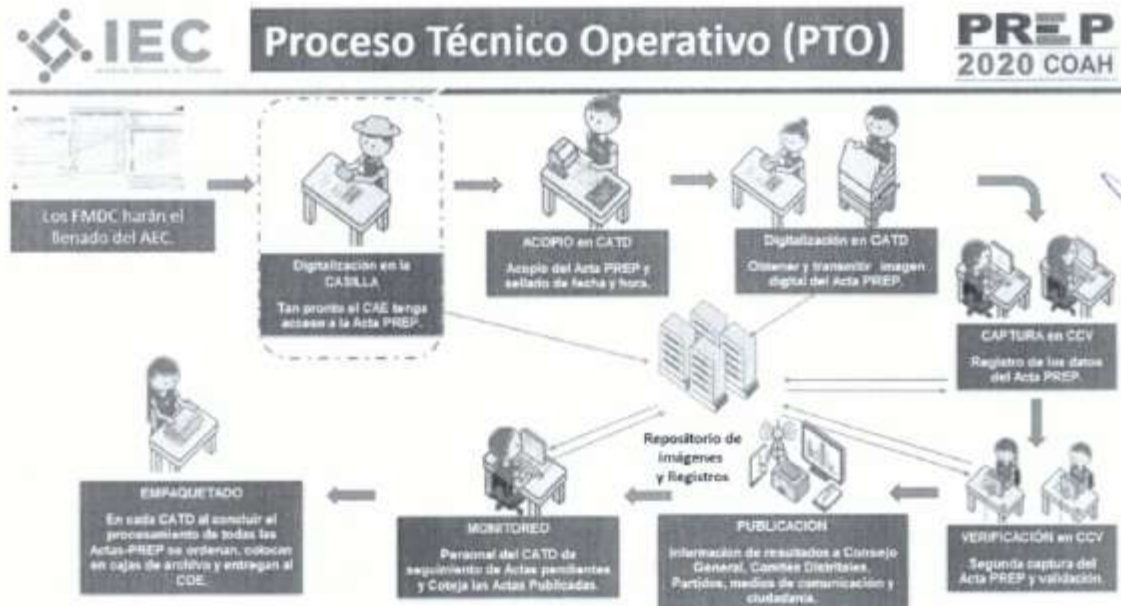 IEC
Proceso Técnico Operativo (PTO)
PREP
2020 COAH
Los FMDC harán el
llenado del AEC.
Digitalización en la
CASILLA
Tan pronto el CAE tenga
acceso a la Acta PREP.
ACOPIO en CATD
Acopio del Acta PREP y
sellado de fecha y hora.
Digitalización en CATD
Obtener y transmitir imagen
digital del Acta PREP.
CAPTURA en CCV
Registro de los datos
del Acta PREP.
VERIFICACIÓN en CCV
Segunda captura del
Acta PREP y validación.
Repositorio de
imágenes
y Registros
PUBLICACIÓN
Información de resultados a Consejo
General, Comités Distritales,
Partidos, medios de comunicación y
ciudadanía.
MONITOREO
Personal del CATD da
seguimiento de Actas pendientes
y Coteja las Actas Publicadas.
EMPAQUETADO
En cada CATD al concluir el
procesamiento de todas las
Actas-PREP se ordenan, colocan
en cajas de archivo y entregan al
CDE.